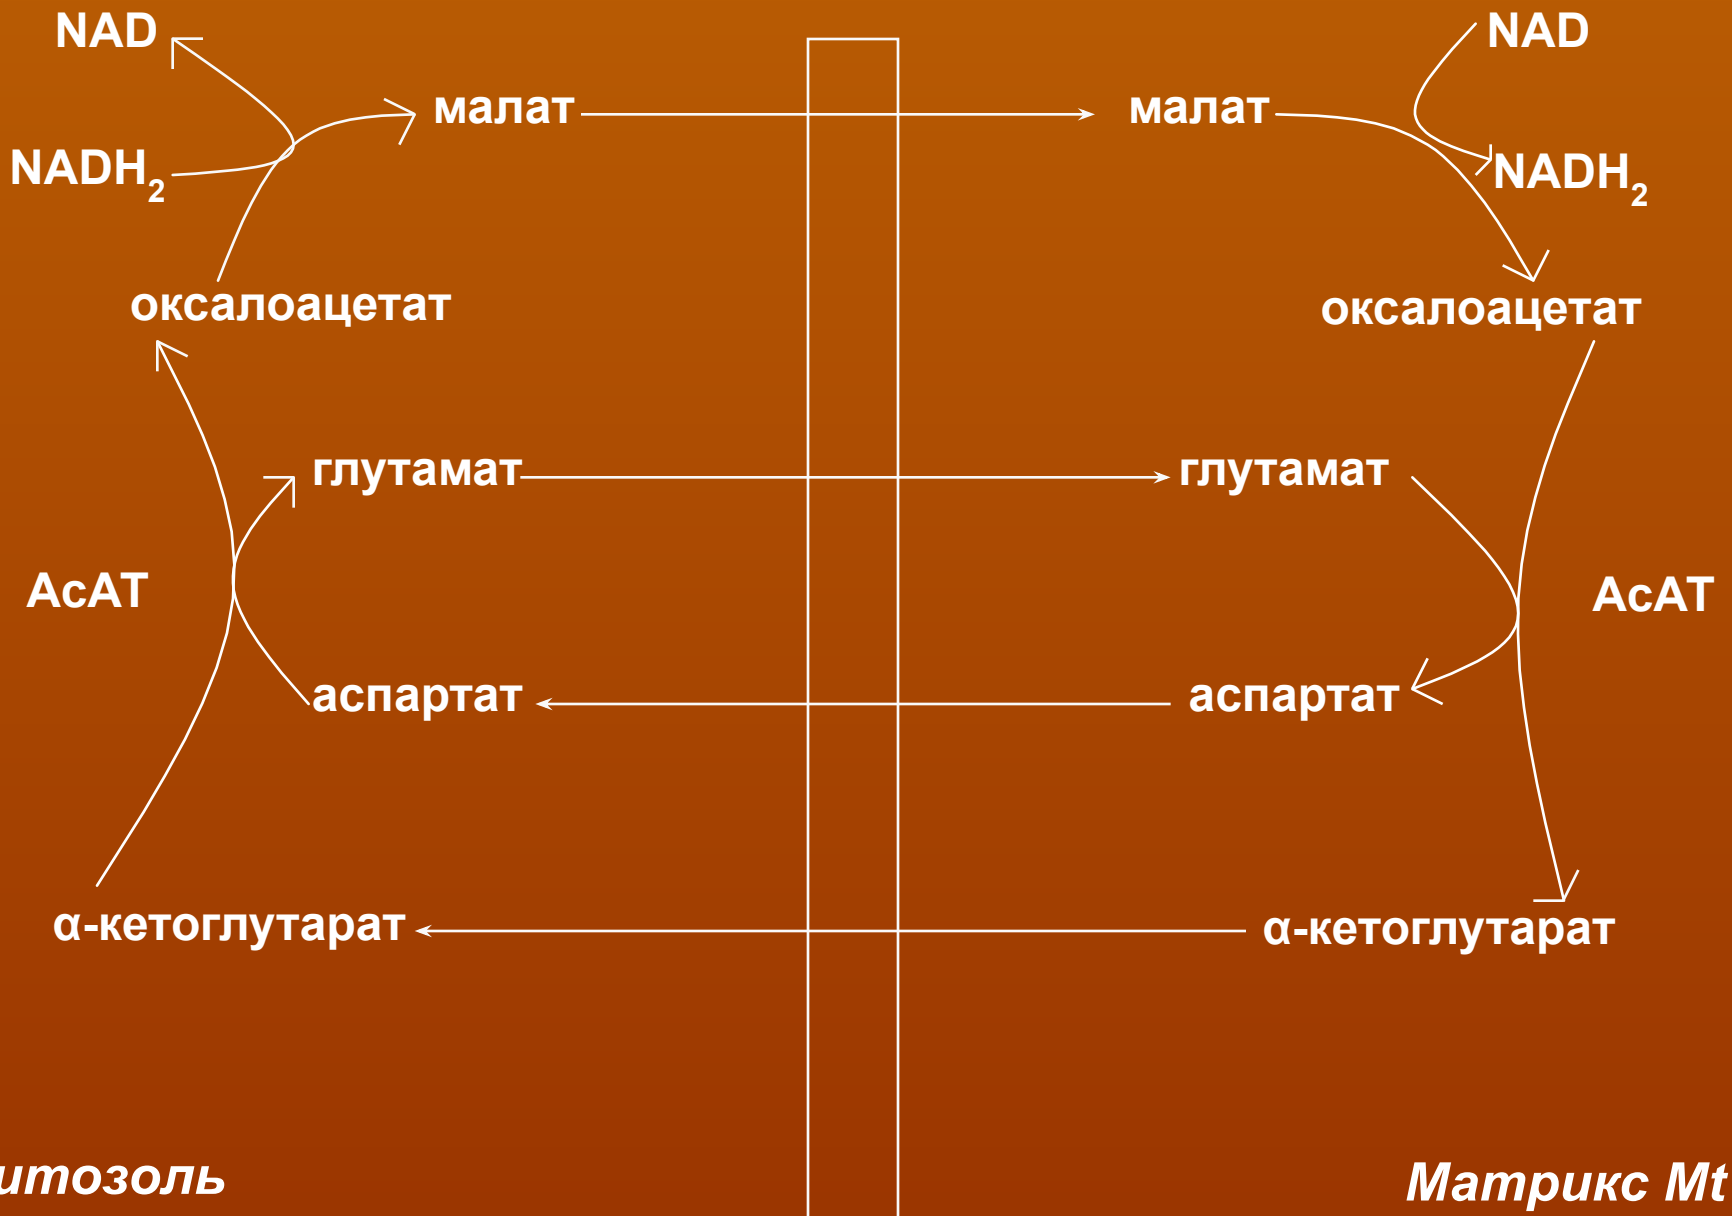 NAD
NAD
малат
малат
NADH₂
NADH₂
оксалоацетат
оксалоацетат
глутамат
глутамат
АсАТ
АсАТ
аспартат
аспартат
α-кетоглутарат
α-кетоглутарат
итозоль
Матрикс Mt